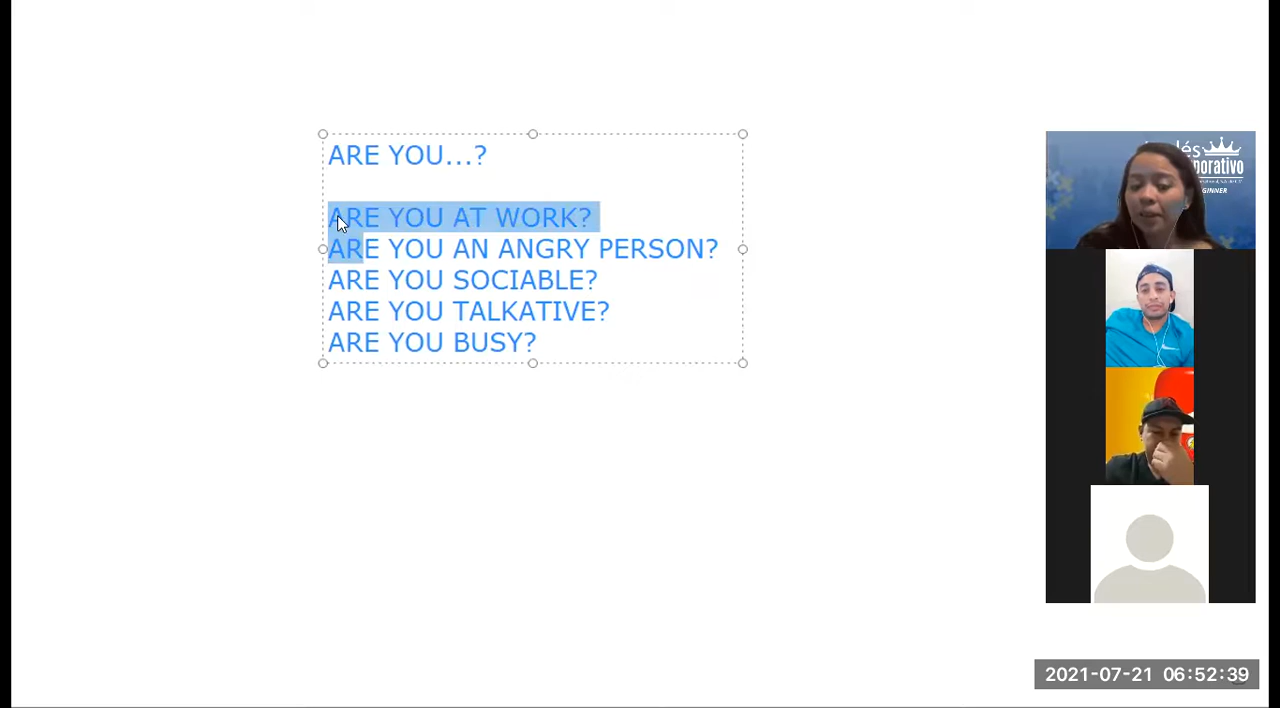 ARE YOU...?
ARE YOU AT WORK?
ARE YOU AN ANGRY PERSON?
ARE YOU SOCIABLE?
ARE YOU TALKATIVE?
ARE YOU BUSY?
2021-07-21 06:52:39